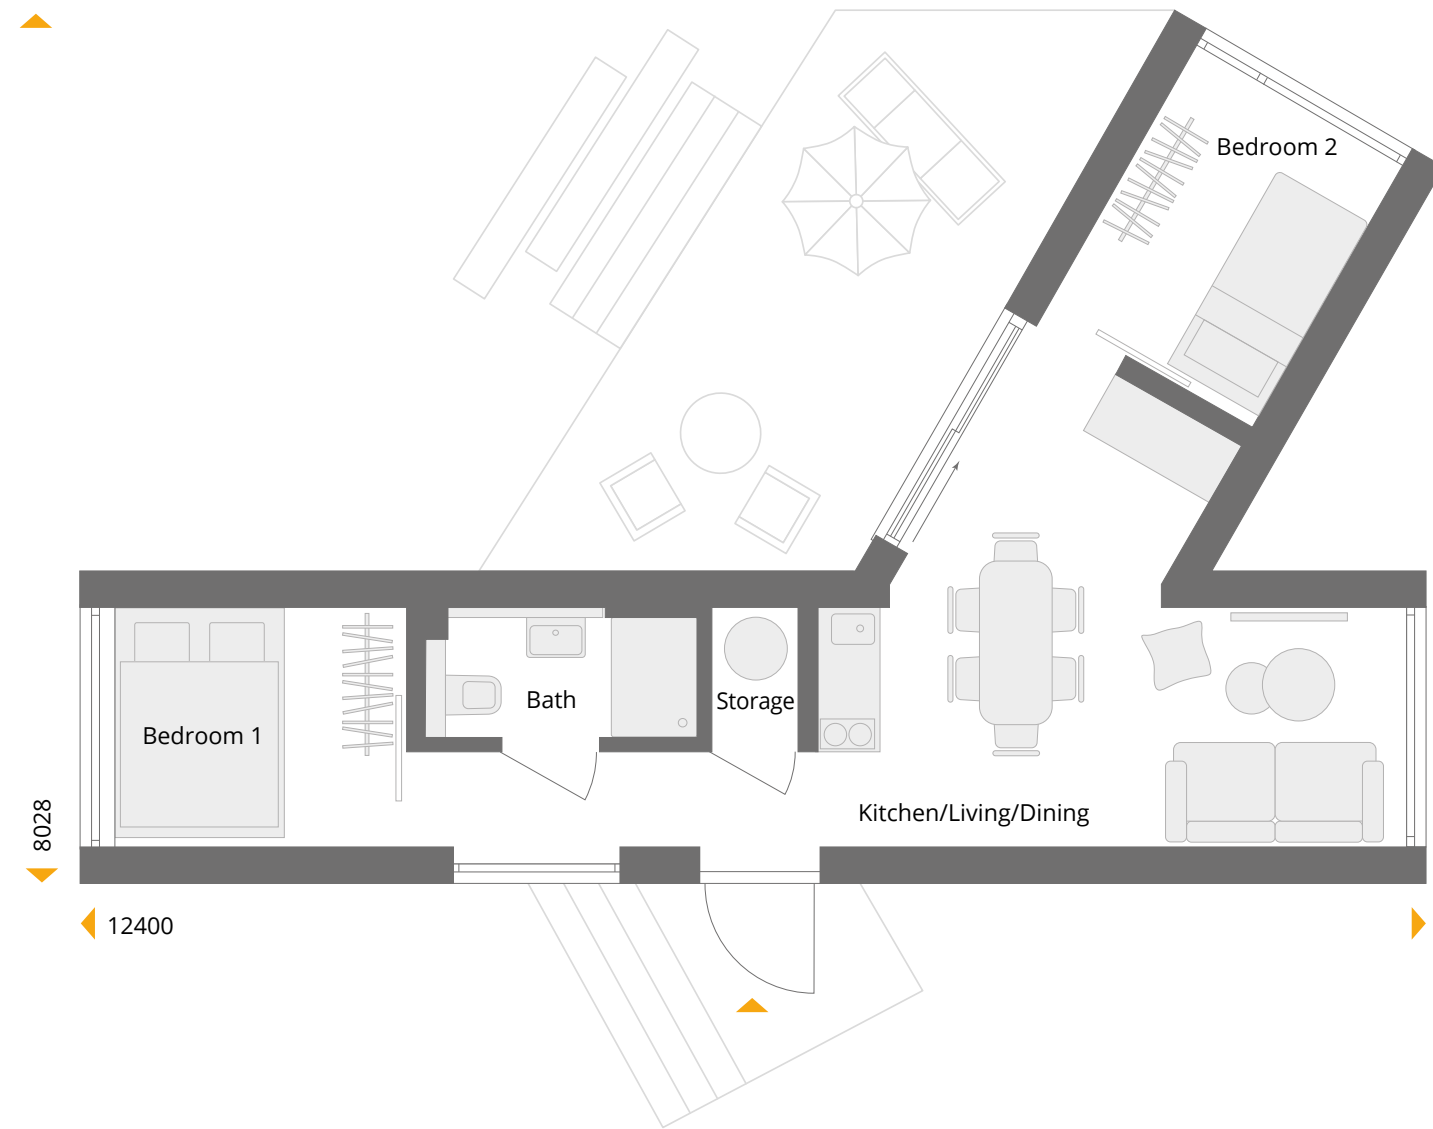 Bedroom 2
Bath
Storage
Bedroom 1
Kitchen/Living/Dining
8028
12400